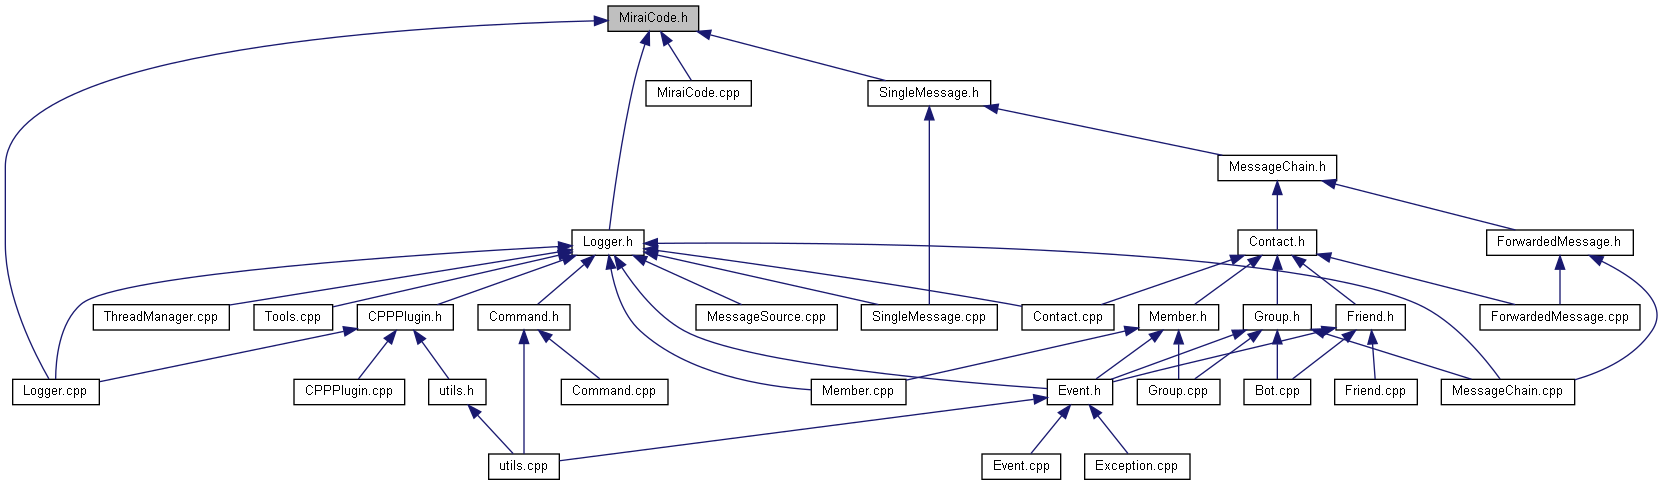 MiraiCode.h
MiraiCode.cpp
SingleMessage.h
MessageChain.h
Logger.h
Contact.h
ForwardedMessage.h
ThreadManager.cpp
Tools.cpp
CPPPlugin.h
Command.h
MessageSource.cpp
SingleMessage.cpp
Contact.cpp
Member.h
Group.h
Friend.h
ForwardedMessage.cpp
Logger.cpp
CPPPlugin.cpp
utils.h
Command.cpp
Member.cpp
Event.h
Group.cpp
Bot.cpp
Friend.cpp
MessageChain.cpp
utils.cpp
Event.cpp
Exception.cpp